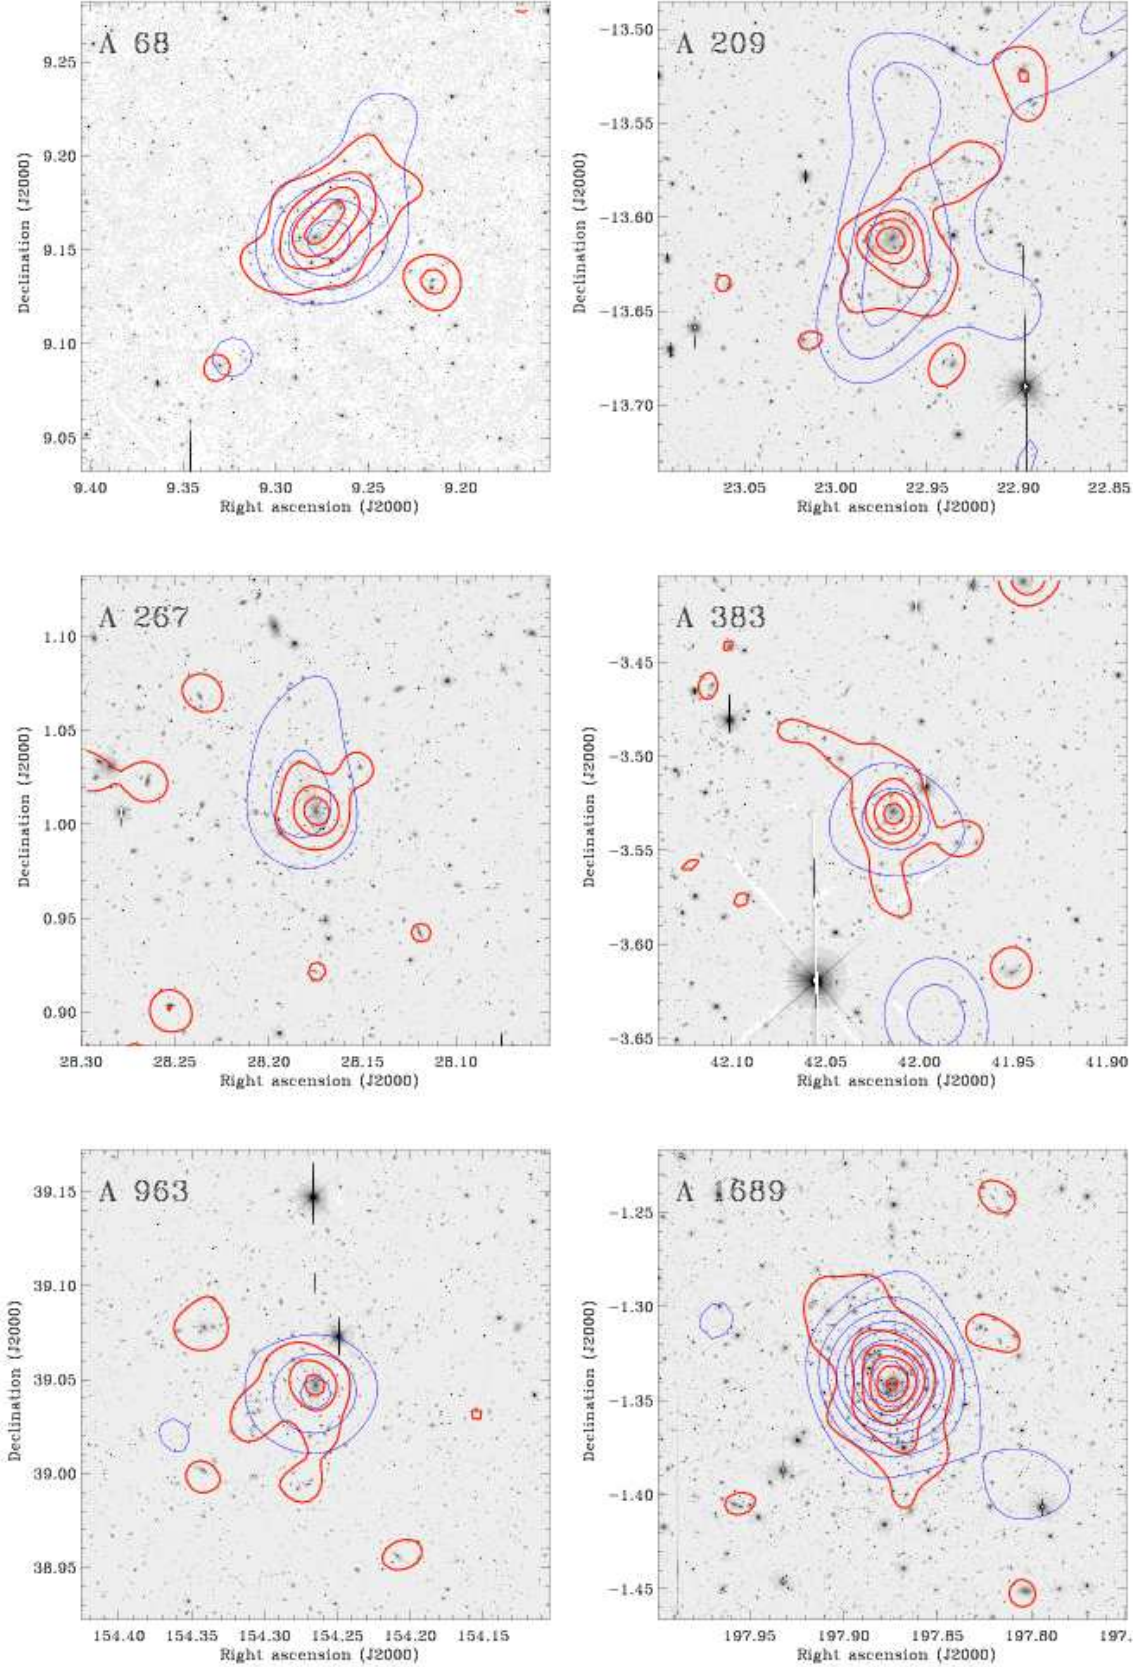 A 68
9.25
9.20
9.15
9.10
9.05
Declination (J2000)
9.40 9.35 9.30 9.25 9.20
Right ascension (J2000)
A 209
−13.50
−13.55
−13.60
−13.65
−13.70
Declination (J2000)
23.05 23.00 22.95 22.90 22.85
Right ascension (J2000)
A 267
1.10
1.05
1.00
0.95
0.90
Declination (J2000)
28.30 28.25 28.20 28.15 28.10
Right ascension (J2000)
A 383
−3.45
−3.50
−3.55
−3.60
−3.65
Declination (J2000)
42.10 42.05 42.00 41.95 41.90
Right ascension (J2000)
A 963
39.15
39.10
39.05
39.00
38.95
Declination (J2000)
154.40 154.35 154.30 154.25 154.20 154.15
Right ascension (J2000)
A 1689
−1.25
−1.30
−1.35
−1.40
−1.45
Declination (J2000)
197.95 197.90 197.85 197.80 197.
Right ascension (J2000)